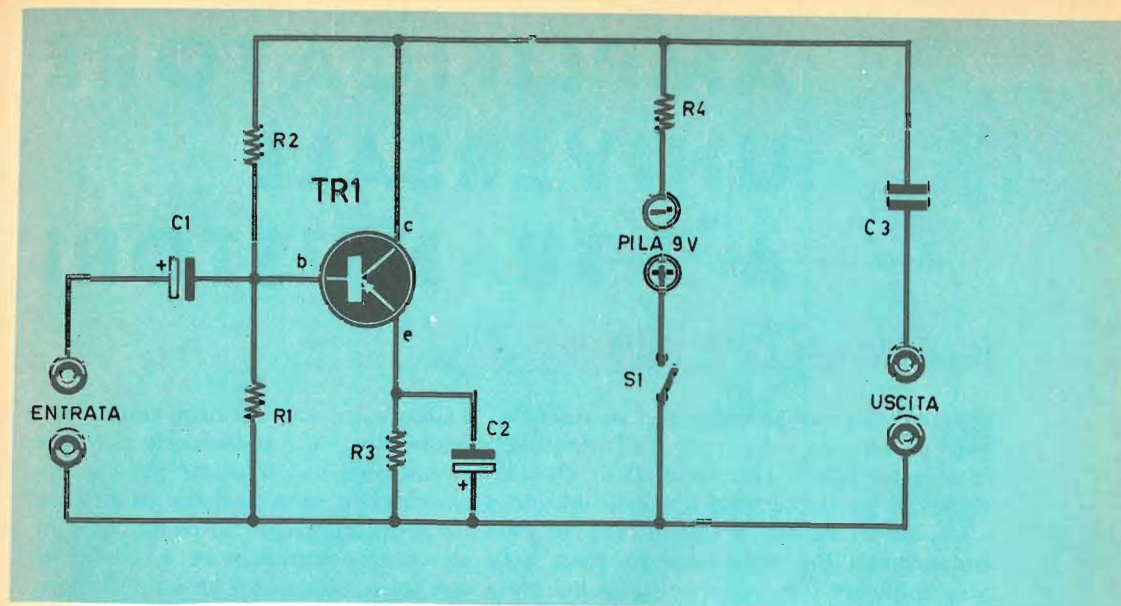 R2
R4
TR1
C1
c
b
PILA 9V
C3
+
e
ENTRATA
R1
S1
USCITA
R3
C2
+